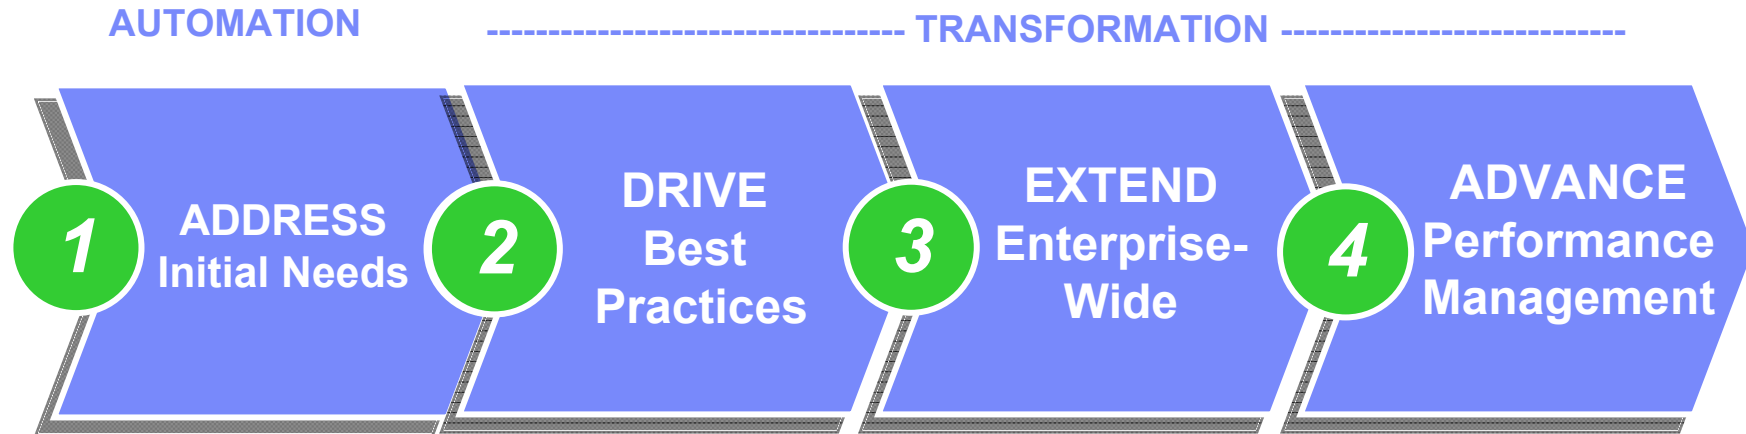 AUTOMATION
---------------------------------- TRANSFORMATION ----------------------------
1
ADDRESS
Initial Needs
2
DRIVE
Best
Practices
3
EXTEND
Enterprise-
Wide
4
ADVANCE
Performance
Management